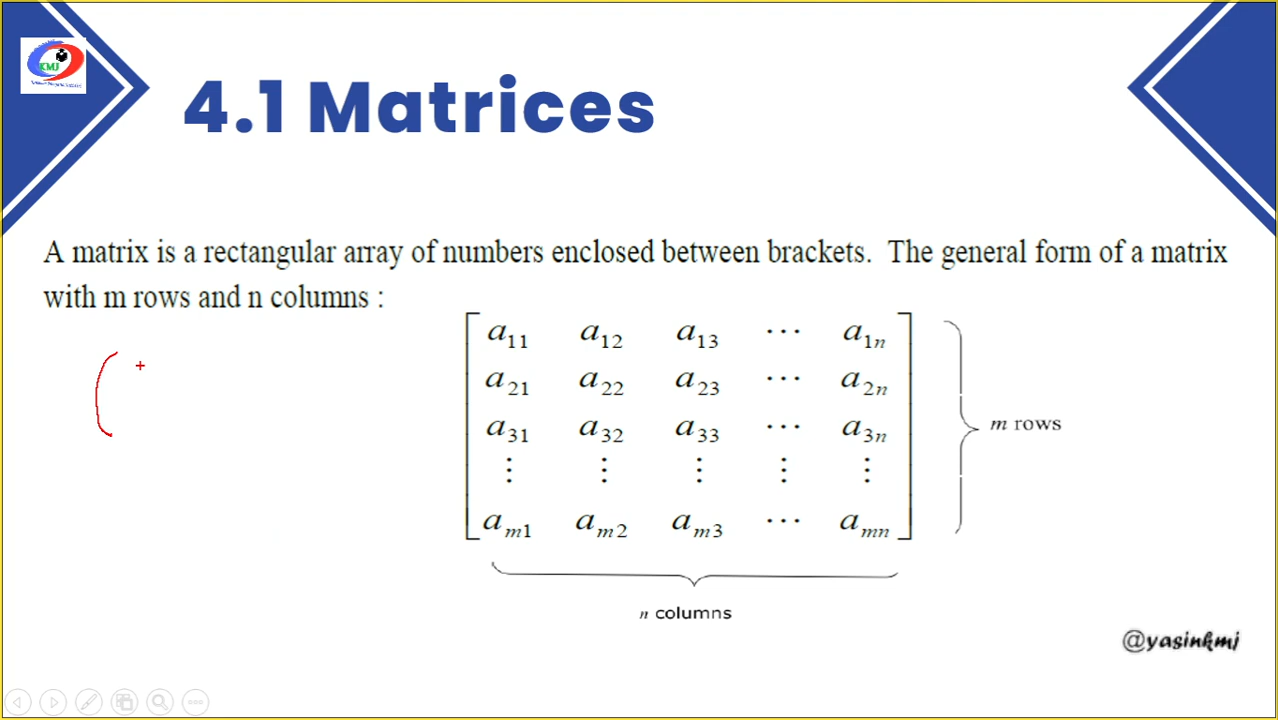 KMJ
4.1 Matrices
A matrix is a rectangular array of numbers enclosed between brackets. The general form of a matrix
with m rows and n columns :
a11 a12 a13 ⋯ a1n
a21 a22 a23 ⋯ a2n
a31 a32 a33 ⋯ a3n
⋮ ⋮ ⋮ ⋮ ⋮
am1 am2 am3 ⋯ amn
m rows
n columns
@yasinkmj